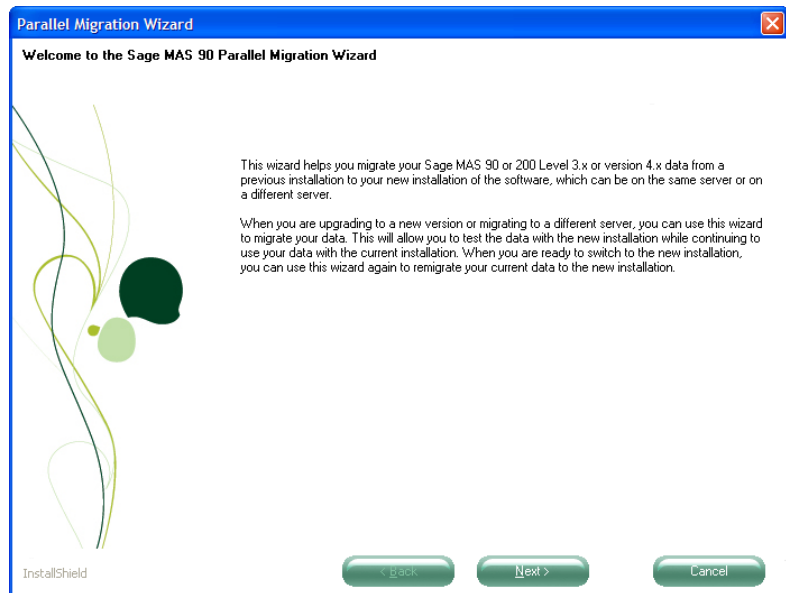 Parallel Migration Wizard
Welcome to the Sage MAS 90 Parallel Migration Wizard
This wizard helps you migrate your Sage MAS 90 or 200 Level 3.x or version 4.x data from a
previous installation to your new installation of the software, which can be on the same server or on
a different server.
When you are upgrading to a new version or migrating to a different server, you can use this wizard
to migrate your data. This will allow you to test the data with the new installation while continuing to
use your data with the current installation. When you are ready to switch to the new installation,
you can use this wizard again to remigrate your current data to the new installation.
InstallShield
< Back
Next >
Cancel